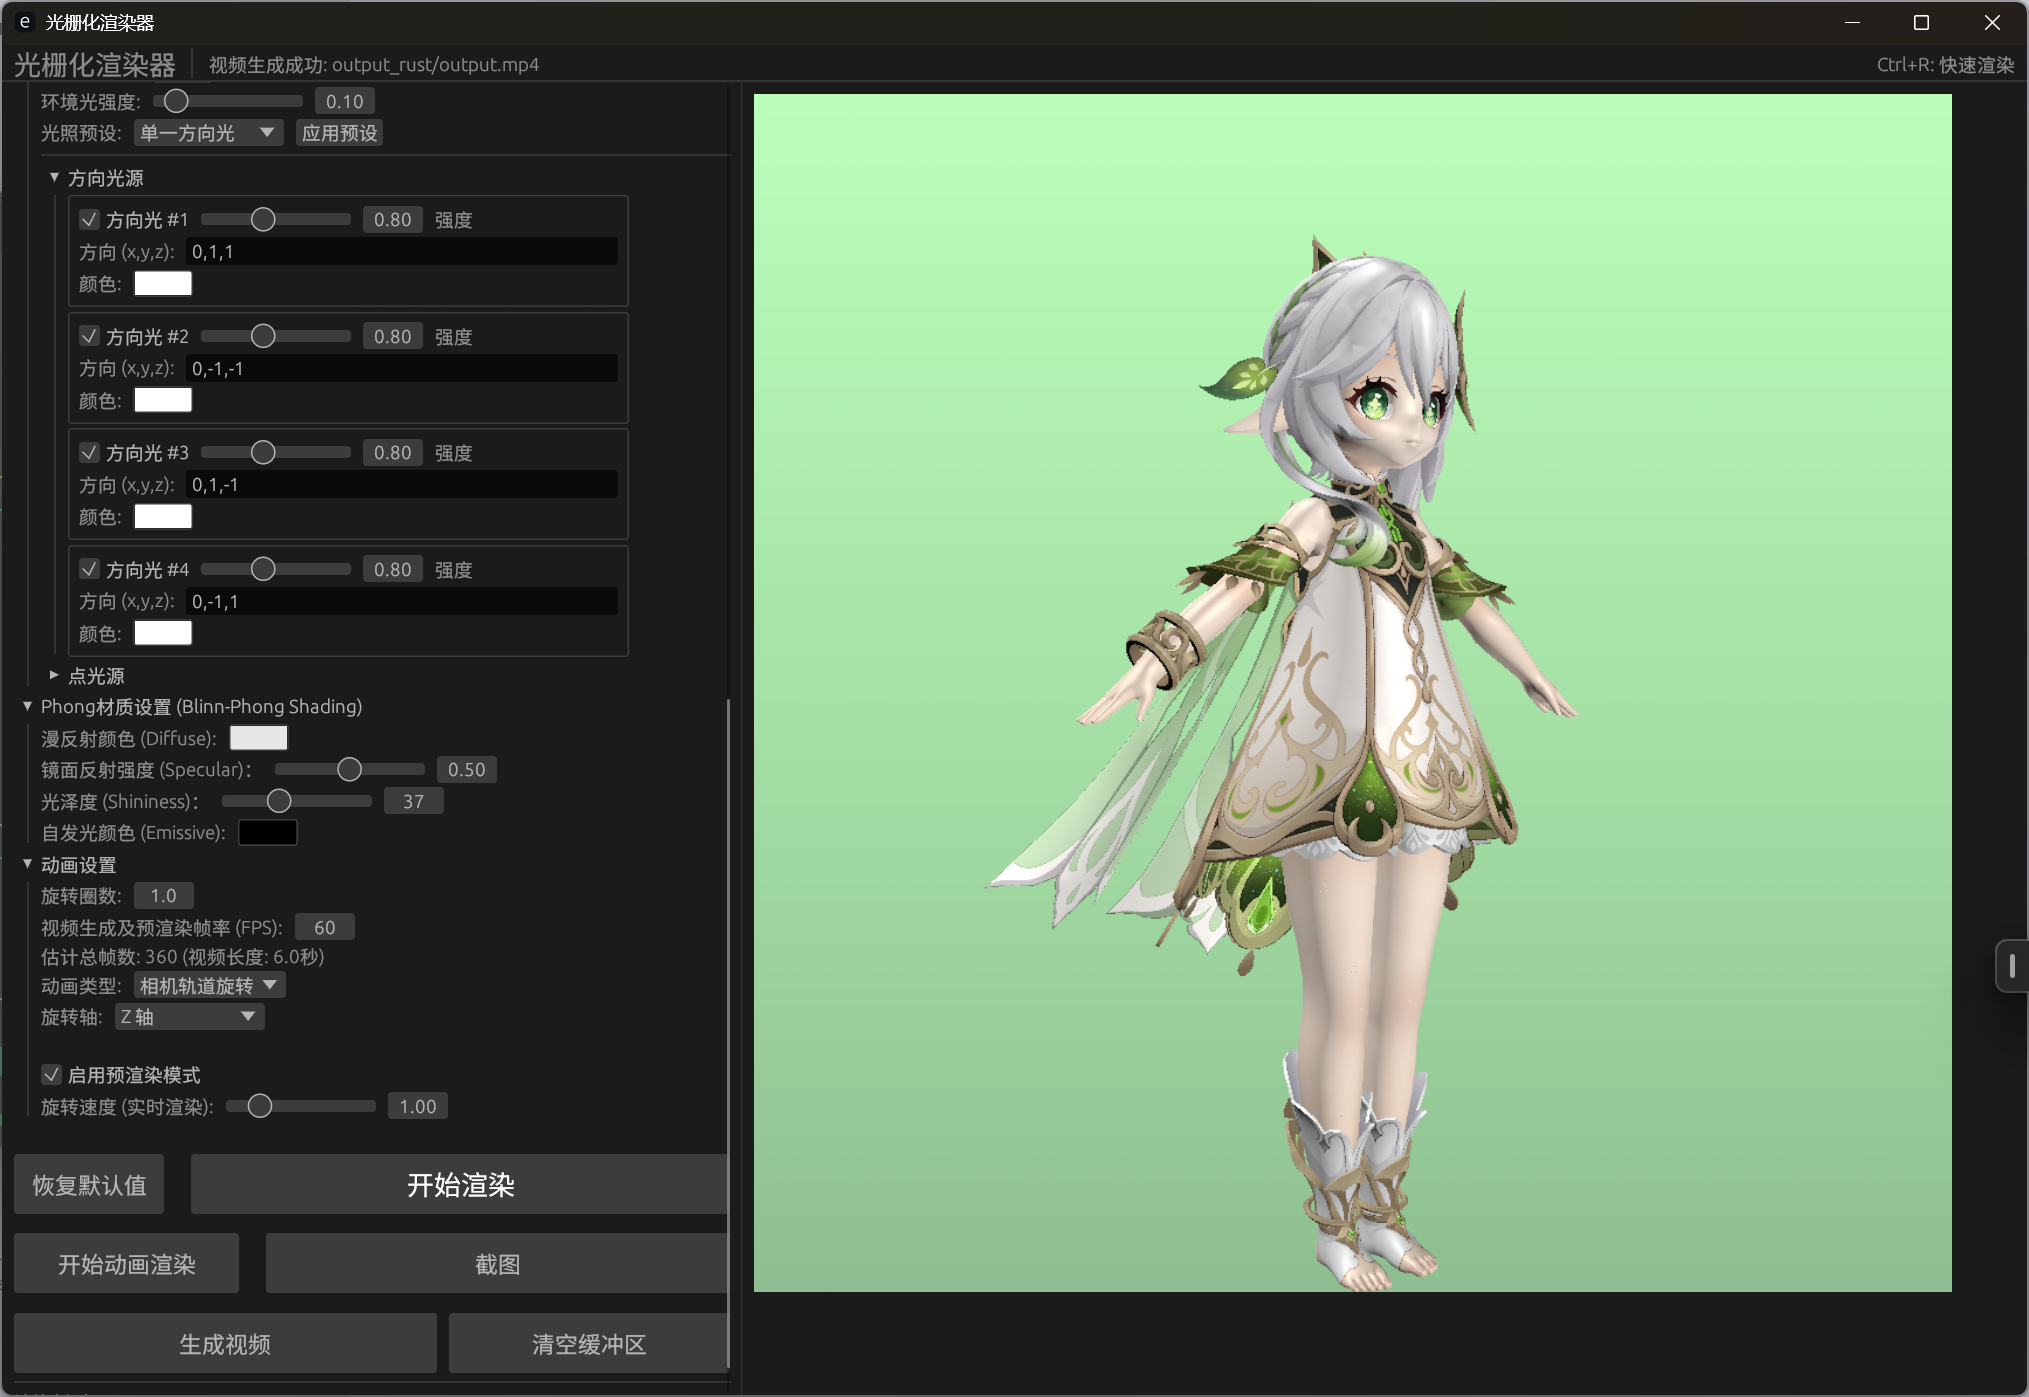 e 光栅化渲染器
光栅化渲染器 视频生成成功: output_rust/output.mp4 Ctrl+R: 快速渲染
环境光强度: 0.10
光照预设: 单一方向光 应用预设
方向光源
方向光 #1 0.80 强度
方向 (x,y,z): 0,1,1
颜色:
方向光 #2 0.80 强度
方向 (x,y,z): 0,-1,-1
颜色:
方向光 #3 0.80 强度
方向 (x,y,z): 0,1,-1
颜色:
方向光 #4 0.80 强度
方向 (x,y,z): 0,-1,1
颜色:
点光源
Phong材质设置 (Blinn-Phong Shading)
漫反射颜色 (Diffuse):
镜面反射强度 (Specular): 0.50
光泽度 (Shininess): 37
自发光颜色 (Emissive):
动画设置
旋转圈数: 1.0
视频生成及预渲染帧率 (FPS): 60
估计总帧数: 360 (视频长度: 6.0秒)
动画类型: 相机轨道旋转
旋转轴: Z 轴
启用预渲染模式
旋转速度 (实时渲染): 1.00
恢复默认值 开始渲染
开始动画渲染 截图
生成视频 清空缓冲区